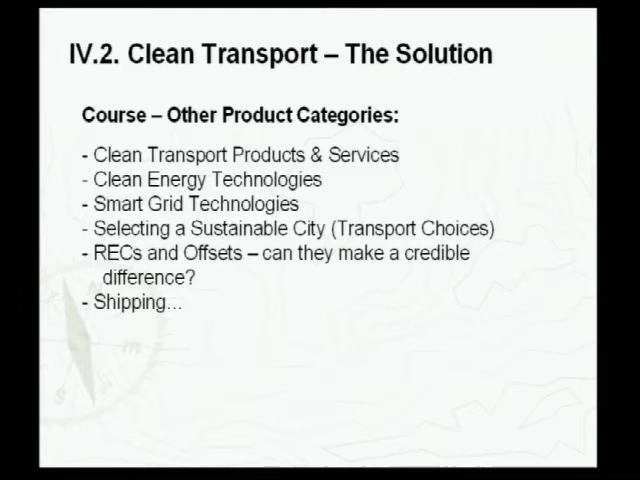 IV.2. Clean Transport – The Solution
Course – Other Product Categories:
- Clean Transport Products & Services
- Clean Energy Technologies
- Smart Grid Technologies
- Selecting a Sustainable City (Transport Choices)
- RECs and Offsets – can they make a credible
difference?
- Shipping...
m
S